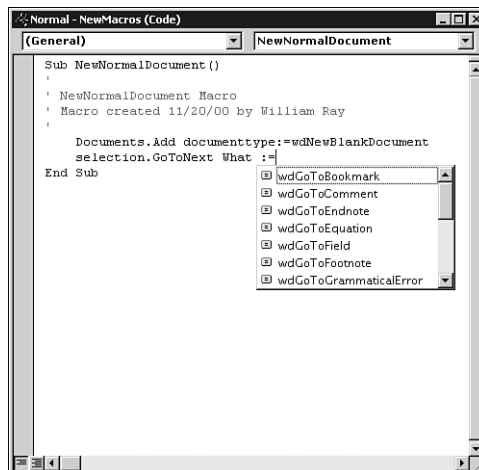 Normal - NewMacros (Code)
(General) NewNormalDocument
Sub NewNormalDocument()
'
' NewNormalDocument Macro
' Macro created 11/20/00 by William Ray
'
Documents.Add documenttype:=wdNewBlankDocument
selection.GoToNext What :=
End Sub
wdGoToBookmark
wdGoToComment
wdGoToEndnote
wdGoToEquation
wdGoToField
wdGoToFootnote
wdGoToGrammaticalError